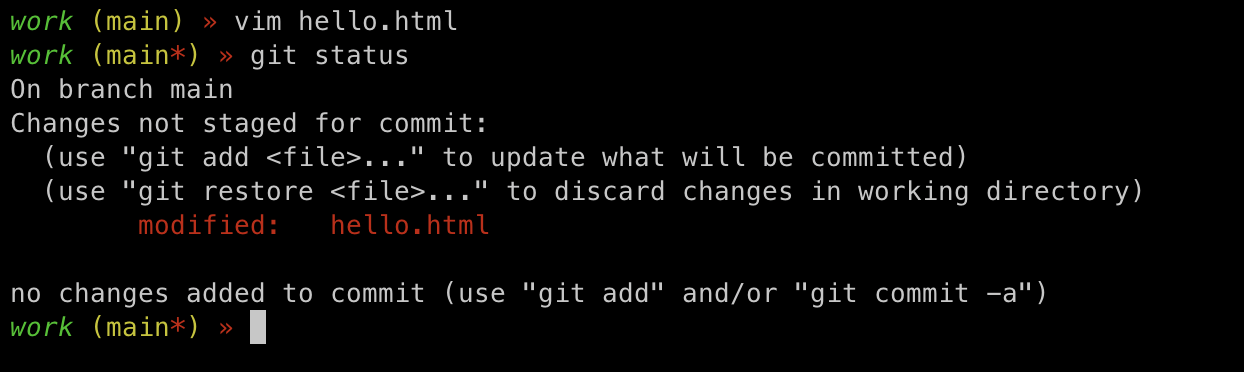 work (main) » vim hello.html
work (main*) » git status
On branch main
Changes not staged for commit:
  (use "git add <file>..." to update what will be committed)
  (use "git restore <file>..." to discard changes in working directory)
        modified:   hello.html

no changes added to commit (use "git add" and/or "git commit -a")
work (main*) »